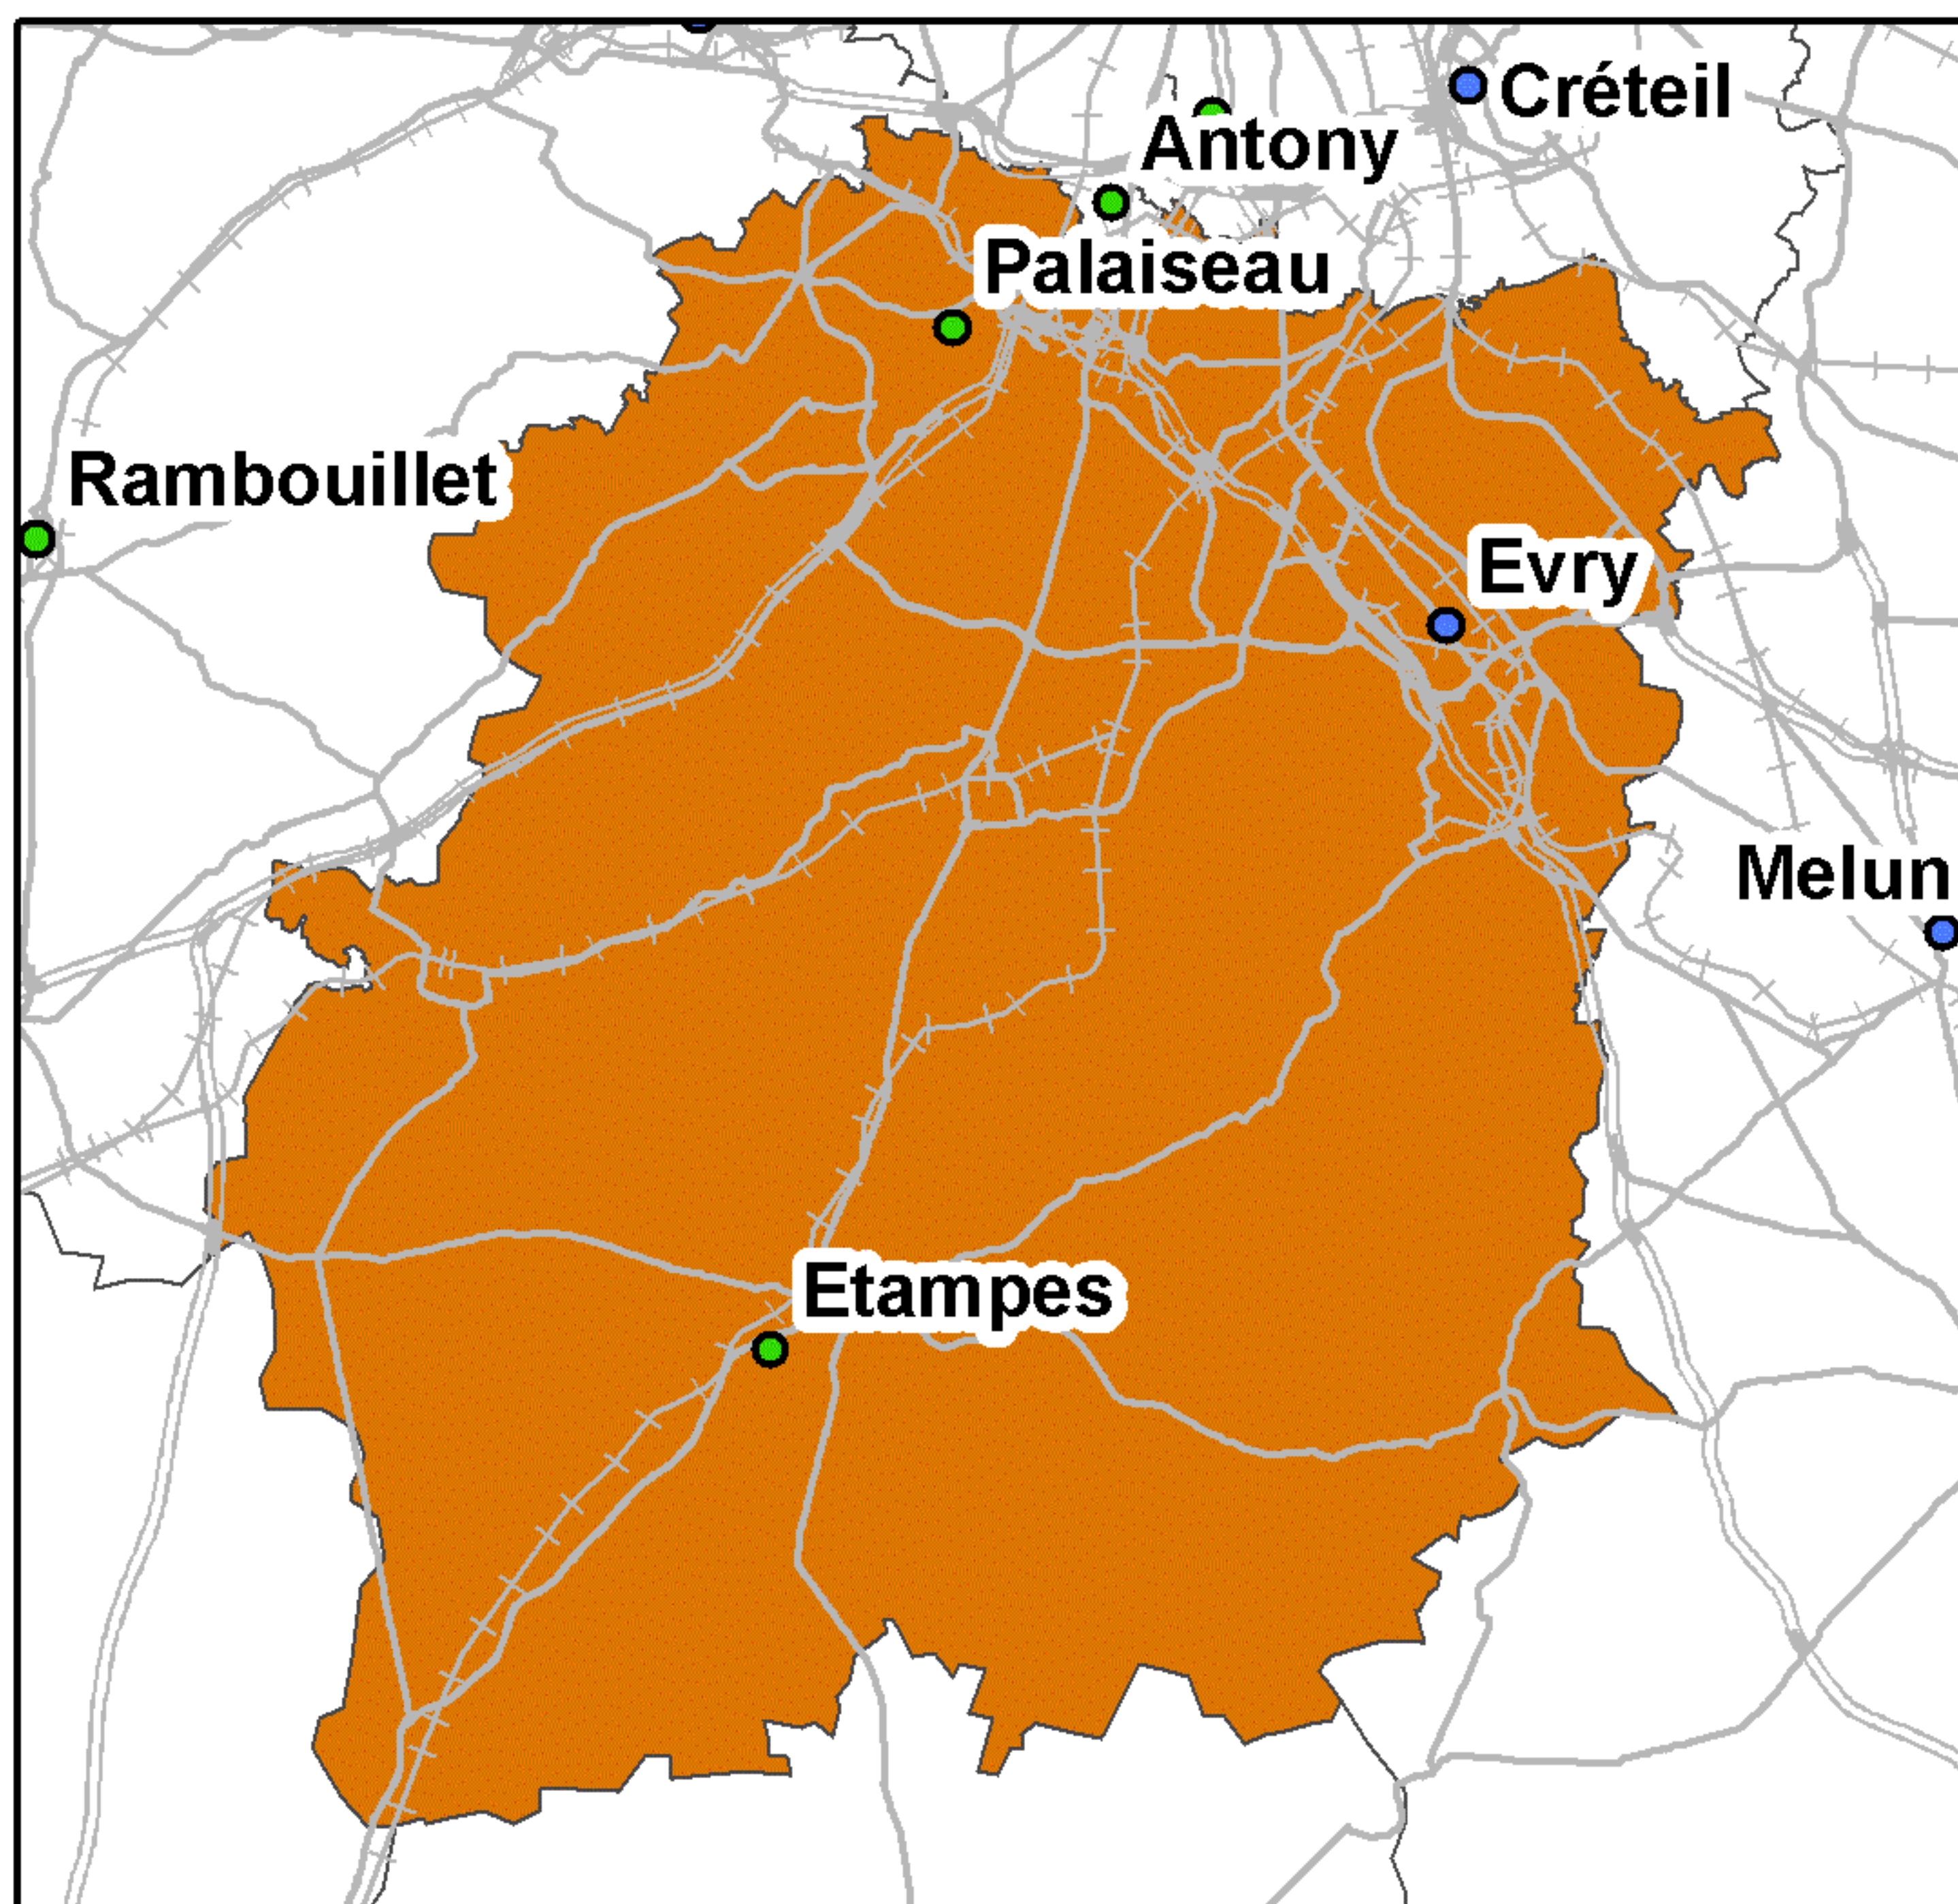 Créteil
Antony
Palaiseau
Rambouillet
Evry
Melun
Etampes